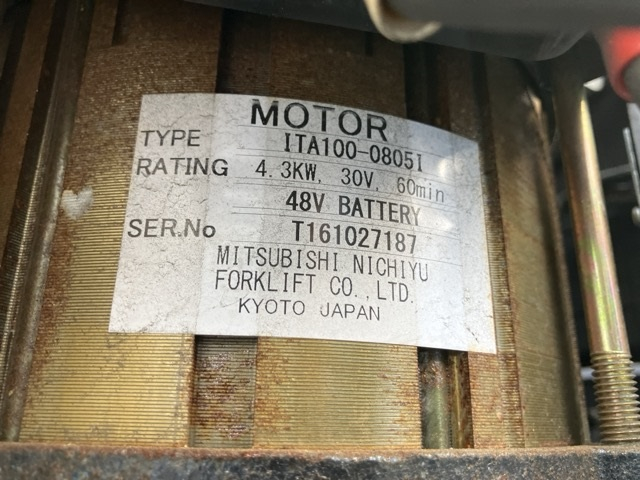 MOTOR
TYPE ITA100-08051
RATING 4.3KW, 30V, 60min
48V BATTERY
SER.No T161027187
MITSUBISHI NICHIYU
FORKLIFT CO.,LTD.
KYOTO JAPAN